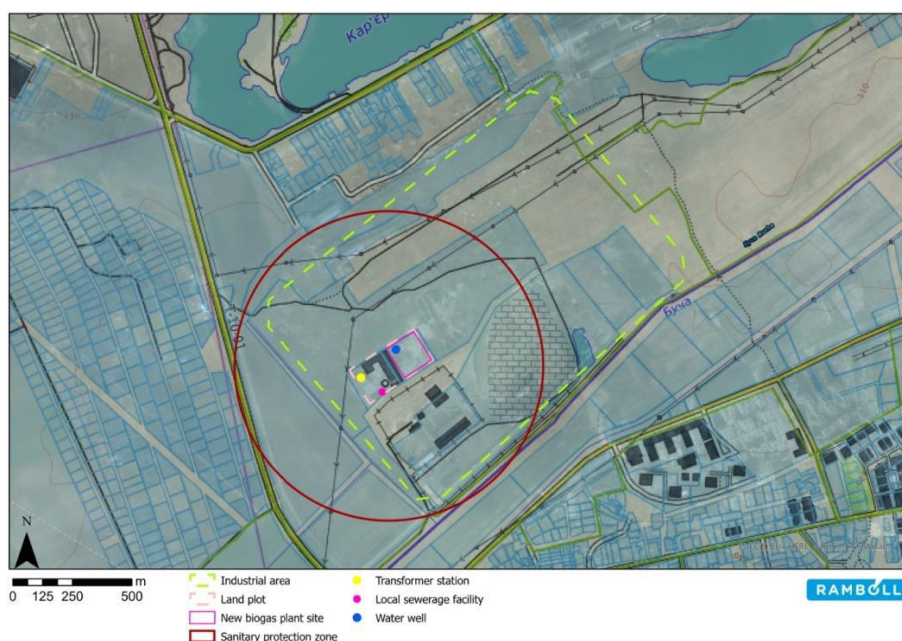 Кар'єр
110
Буча
N
m
0 125 250 500
Industrial area
Land plot
New biogas plant site
Sanitary protection zone
Transformer station
Local sewerage facility
Water well
RAMBOLL